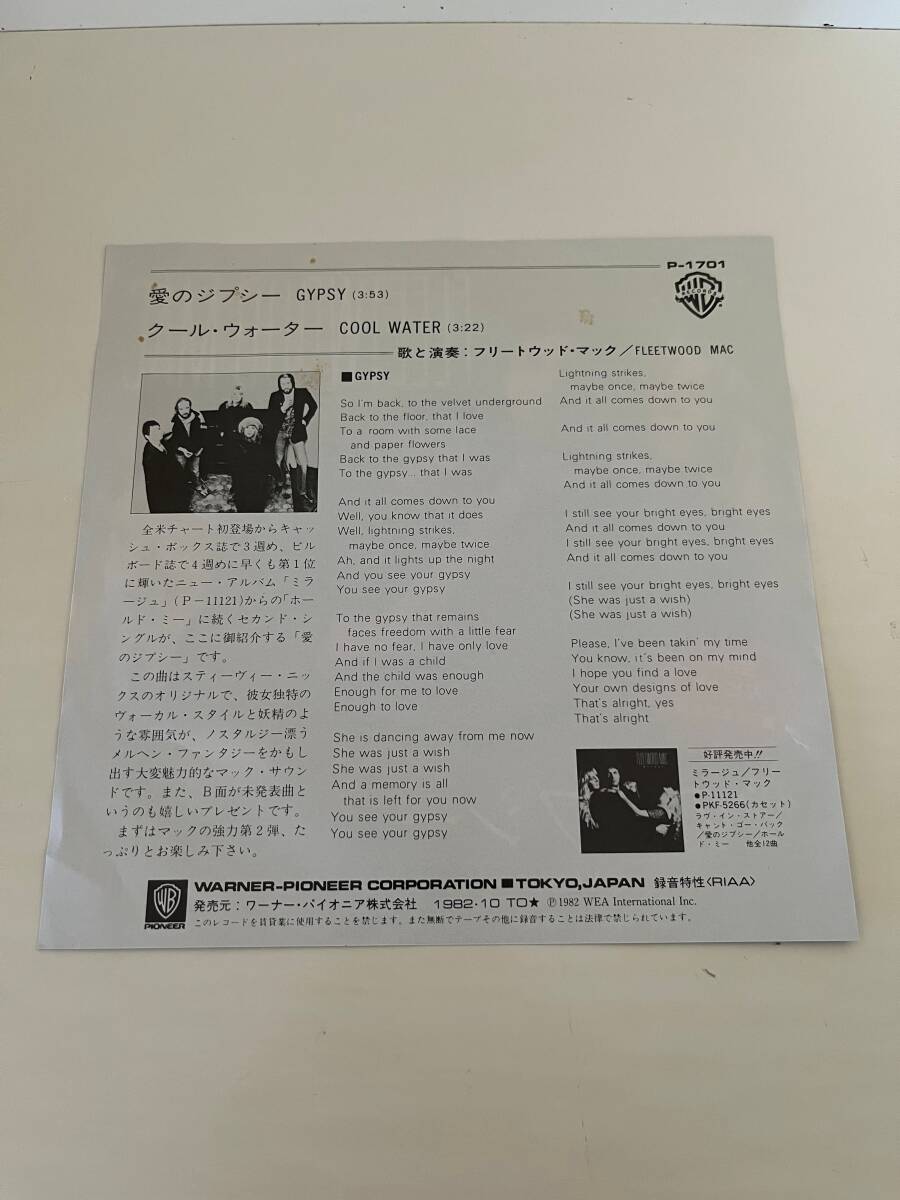 P-1701
愛のジプシー GYPSY (3:53)
RECORDS
クール・ウォーター COOL WATER (3:22)
歌と演奏：フリートウッド・マック／FLEETWOOD MAC
全米チャート初登場からキャッ
シュ・ボックス誌で3週め、ビル
ボード誌で4週めに早くも第1位
に輝いたニュー・アルバム「ミラ
ージュ」(P-11121)からの「ホー
ルド・ミー」に続くセカンド・シ
ングルが、ここに御紹介する「愛
のジプシー」です。
この曲はスティーヴィー・ニッ
クスのオリジナルで、彼女独特の
ヴォーカル・スタイルと妖精のよ
うな雰囲気が、ノスタルジー漂う
メルヘン・ファンタジーをかもし
出す大変魅力的なマック・サウン
ドです。また、B面が未発表曲と
いうのも嬉しいプレゼントです。
まずはマックの強力第2弾、た
っぷりとお楽しみ下さい。
■GYPSY
So I'm back, to the velvet underground
Back to the floor, that I love
To a room with some lace
and paper flowers
Back to the gypsy that I was
To the gypsy... that I was
And it all comes down to you
Well, you know that it does
Well, lightning strikes,
maybe once, maybe twice
Ah, and it lights up the night
And you see your gypsy
You see your gypsy
To the gypsy that remains
faces freedom with a little fear
I have no fear, I have only love
And if I was a child
And the child was enough
Enough for me to love
Enough to love
She is dancing away from me now
She was just a wish
She was just a wish
And a memory is all
that is left for you now
You see your gypsy
You see your gypsy
Lightning strikes,
maybe once, maybe twice
And it all comes down to you
And it all comes down to you
Lightning strikes,
maybe once, maybe twice
And it all comes down to you
I still see your bright eyes, bright eyes
And it all comes down to you
I still see your bright eyes, bright eyes
And it all comes down to you
I still see your bright eyes, bright eyes
(She was just a wish)
(She was just a wish)
Please, I've been takin' my time
You know, it's been on my mind
I hope you find a love
Your own designs of love
That's alright, yes
That's alright
FLEETWOOD MAC
好評発売中!!
ミラージュ／フリー
トウッド・マック
●P-11121
●PKF-5266(カセット)
ラヴ・イン・ストアー／
キャント・ゴー・バック
／愛のジプシー／ホール
ド・ミー 他全12曲
WB
PIONEER
WARNER-PIONEER CORPORATION ■ TOKYO, JAPAN 録音特性〈RIAA〉
発売元：ワーナー・パイオニア株式会社 1982・10 TO★ Ⓟ1982 WEA International Inc.
このレコードを賃貸業に使用することを禁じます。また無断でテープその他に録音することは法律で禁じられています。